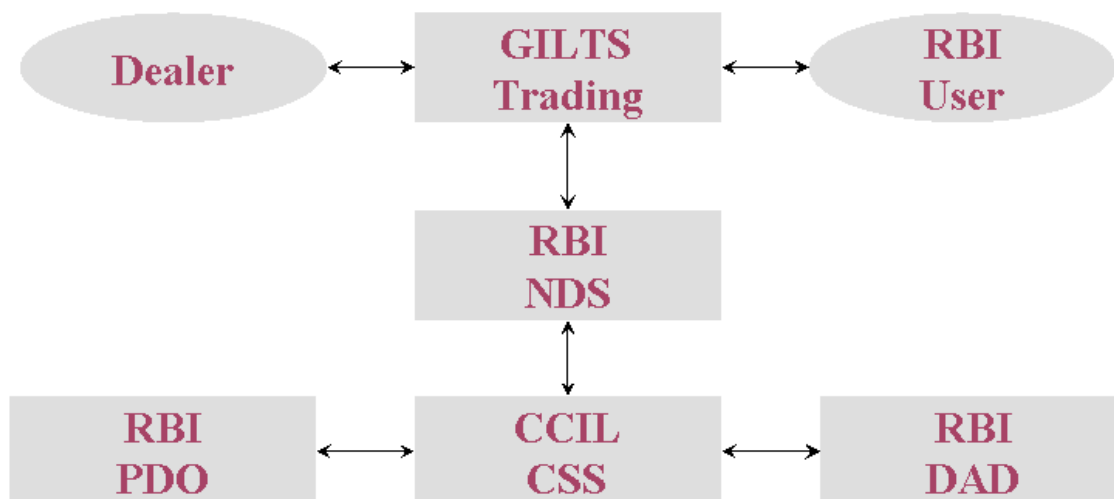 Dealer
GILTS
Trading
RBI
User
RBI
NDS
RBI
PDO
CCIL
CSS
RBI
DAD